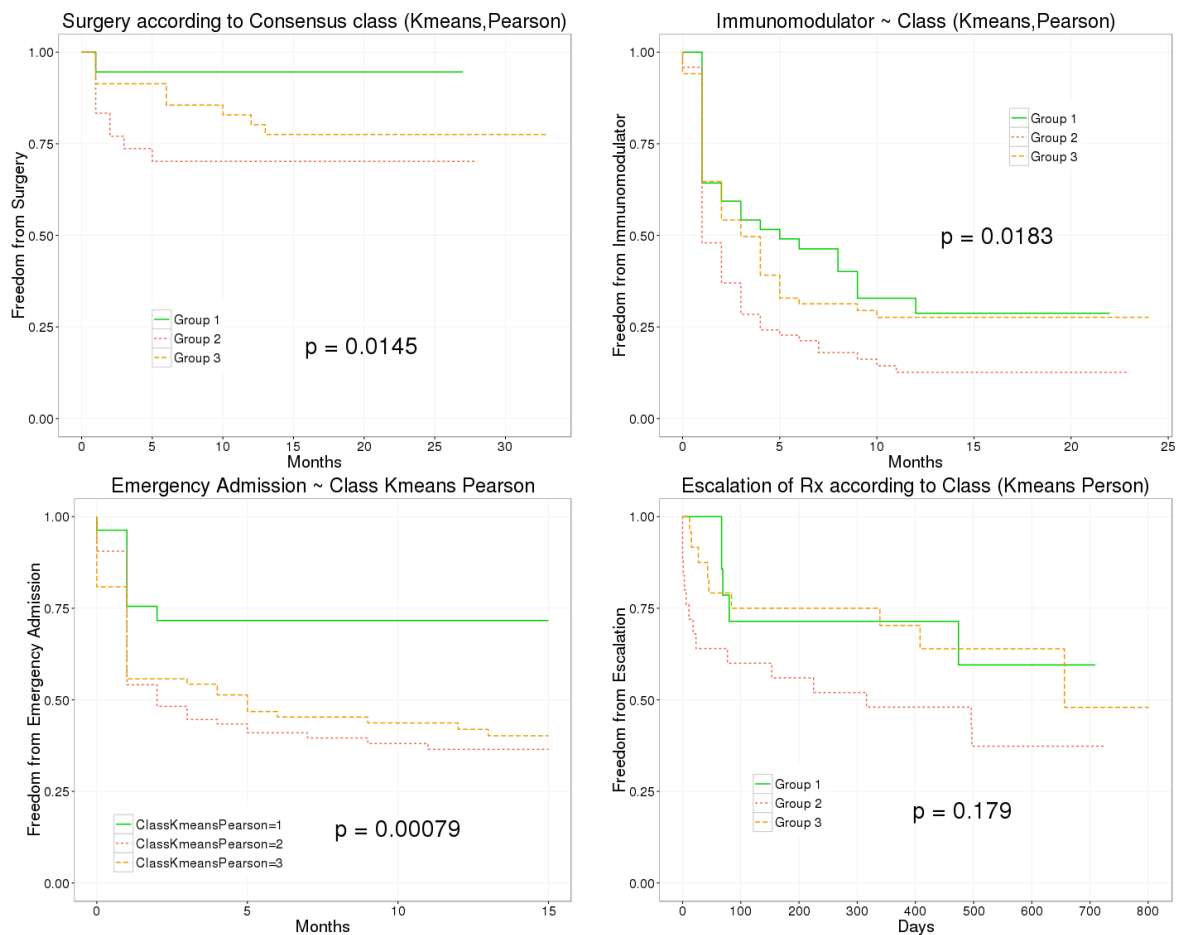 Surgery according to Consensus class (Kmeans,Pearson)
Freedom from Surgery
1.00
0.75
0.50
0.25
0.00
Group 1
Group 2
Group 3
p = 0.0145
0 5 10 15 20 25 30
Months
Immunomodulator ~ Class (Kmeans,Pearson)
Freedom from Immunomodulator
1.00
0.75
0.50
0.25
0.00
Group 1
Group 2
Group 3
p = 0.0183
0 5 10 15 20 25
Months
Emergency Admission ~ Class Kmeans Pearson
Freedom from Emergency Admission
1.00
0.75
0.50
0.25
0.00
ClassKmeansPearson=1
ClassKmeansPearson=2
ClassKmeansPearson=3
p = 0.00079
0 5 10 15
Months
Escalation of Rx according to Class (Kmeans Person)
Freedom from Escalation
1.00
0.75
0.50
0.25
0.00
Group 1
Group 2
Group 3
p = 0.179
0 100 200 300 400 500 600 700 800
Days